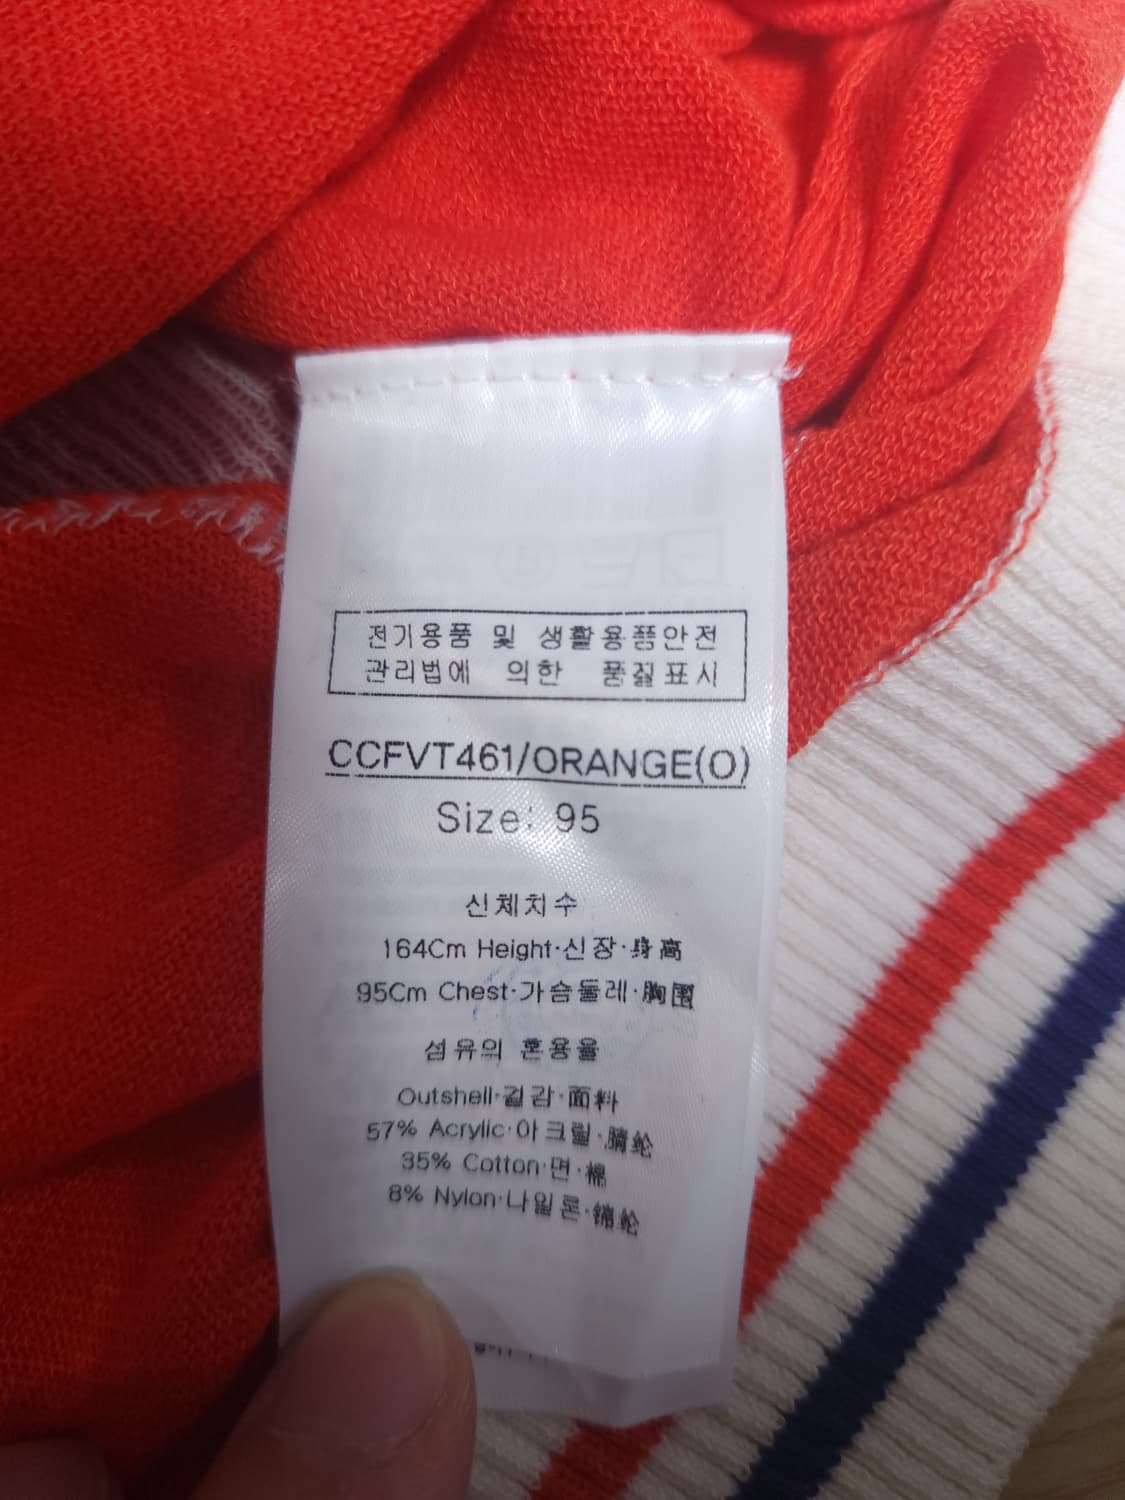 전기용품 및 생활용품안전
관리법에 의한 품질표시
CCFVT461/ORANGE(O)
Size: 95
신체치수
164Cm Height·신장·身高
95Cm Chest·가슴둘레·胸围
섬유의 혼용율
Outshell·겉감·面料
57% Acrylic·아크릴·腈纶
35% Cotton·면·棉
8% Nylon·나일론·锦纶